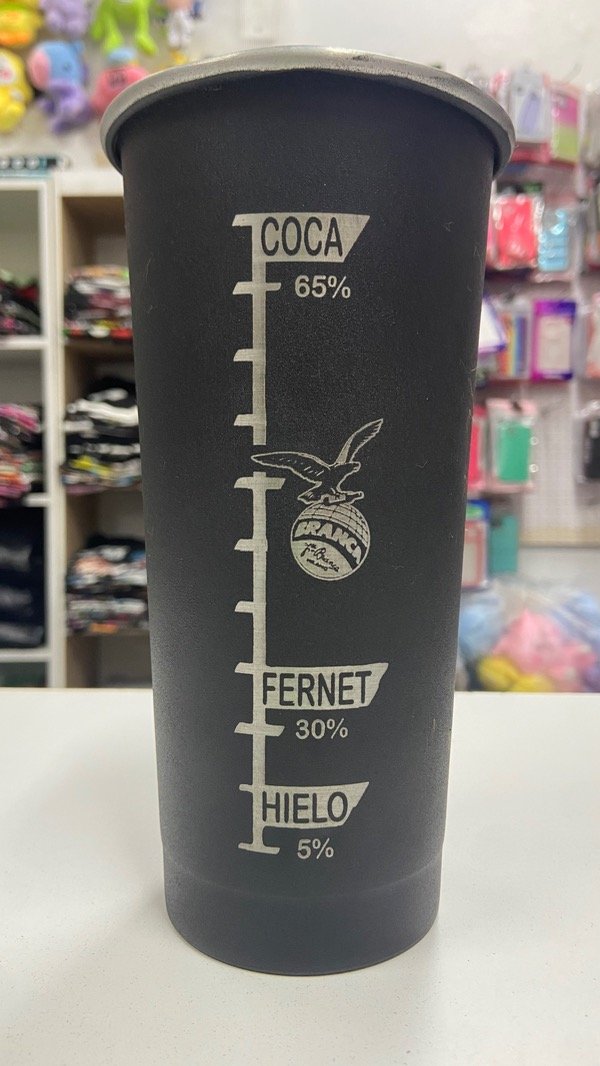 COCA
65%
BRANCA
FERNET
30%
HIELO
5%